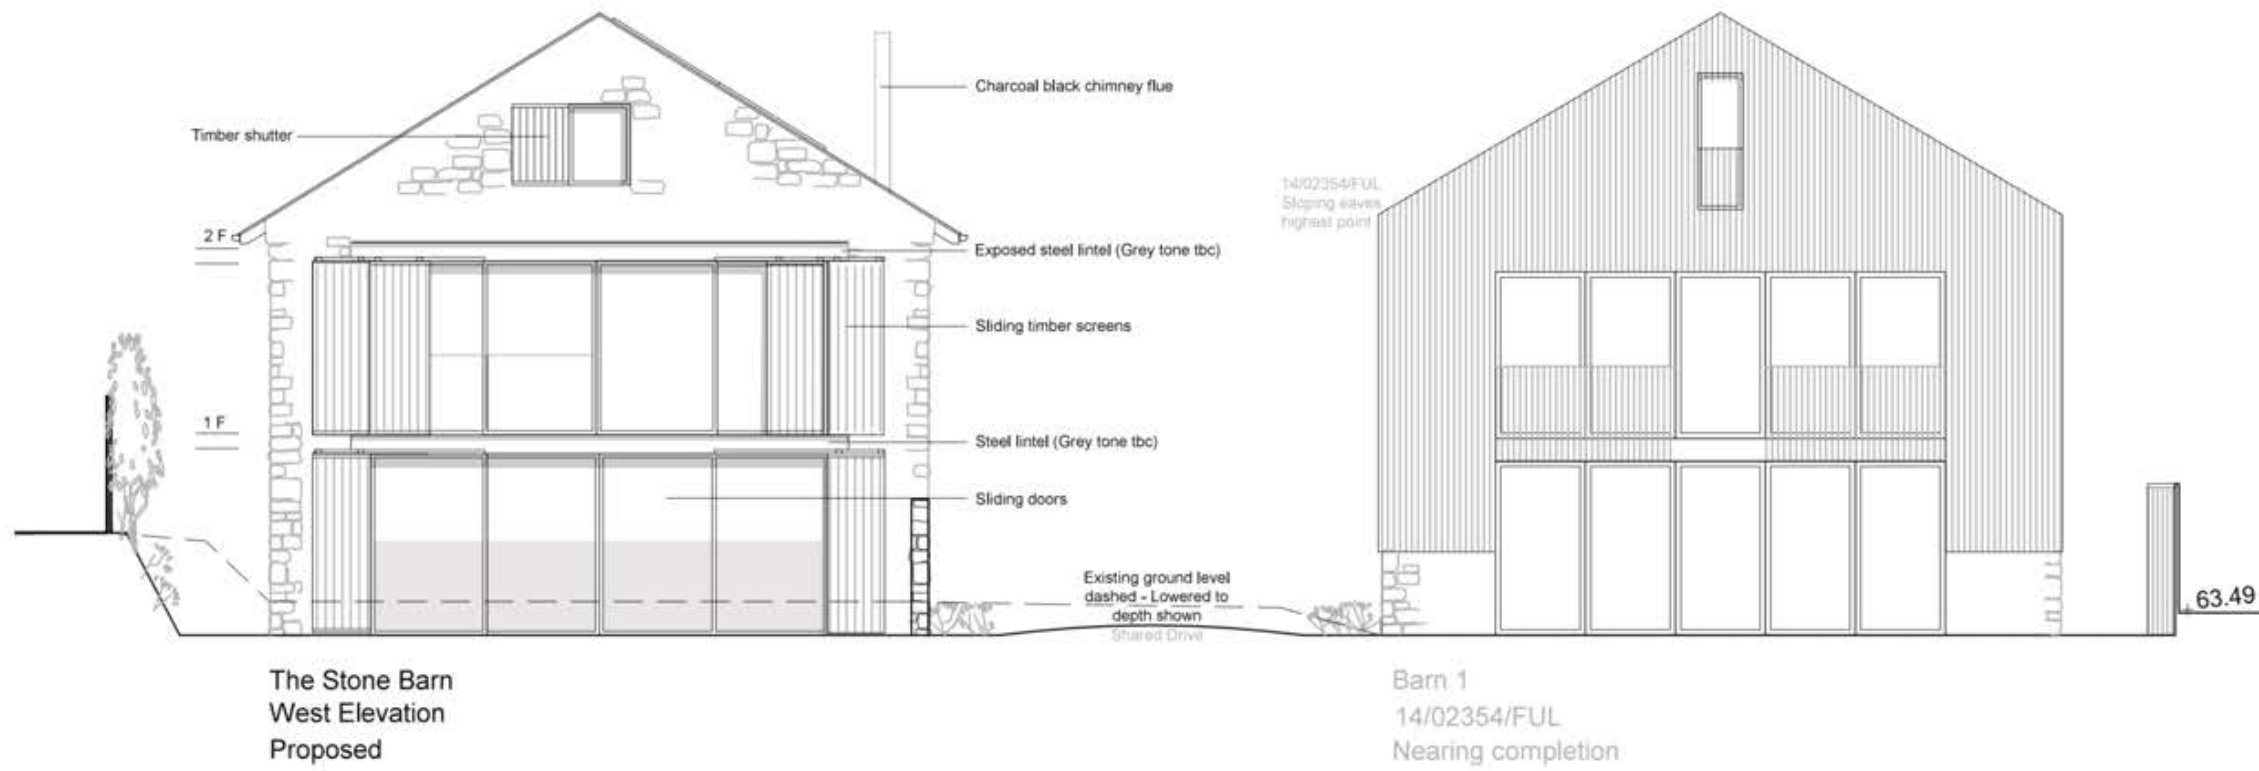 Timber shutter
Charcoal black chimney flue
14/02354/FUL
Sloping eaves
highest point
2 F
Exposed steel lintel (Grey tone tbc)
Sliding timber screens
1 F
Steel lintel (Grey tone tbc)
Sliding doors
Existing ground level
dashed - Lowered to
depth shown
Shared Drive
63.49
The Stone Barn
West Elevation
Proposed
Barn 1
14/02354/FUL
Nearing completion